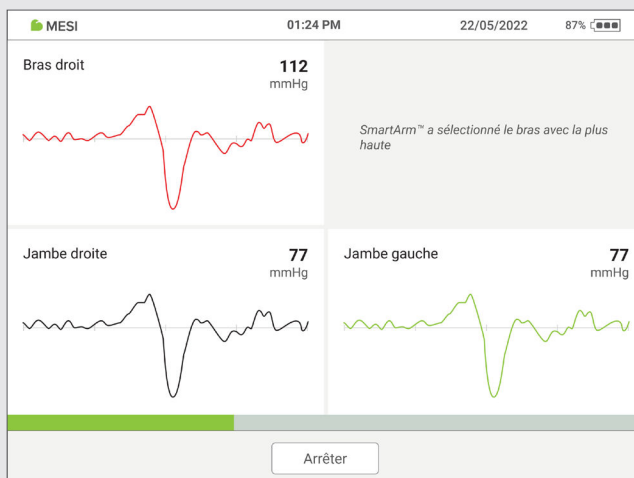 MESI 01:24 PM 22/05/2022 87%
Bras droit 112
mmHg
SmartArm™ a sélectionné le bras avec la plus
haute
Jambe droite 77
mmHg
Jambe gauche 77
mmHg
Arrêter